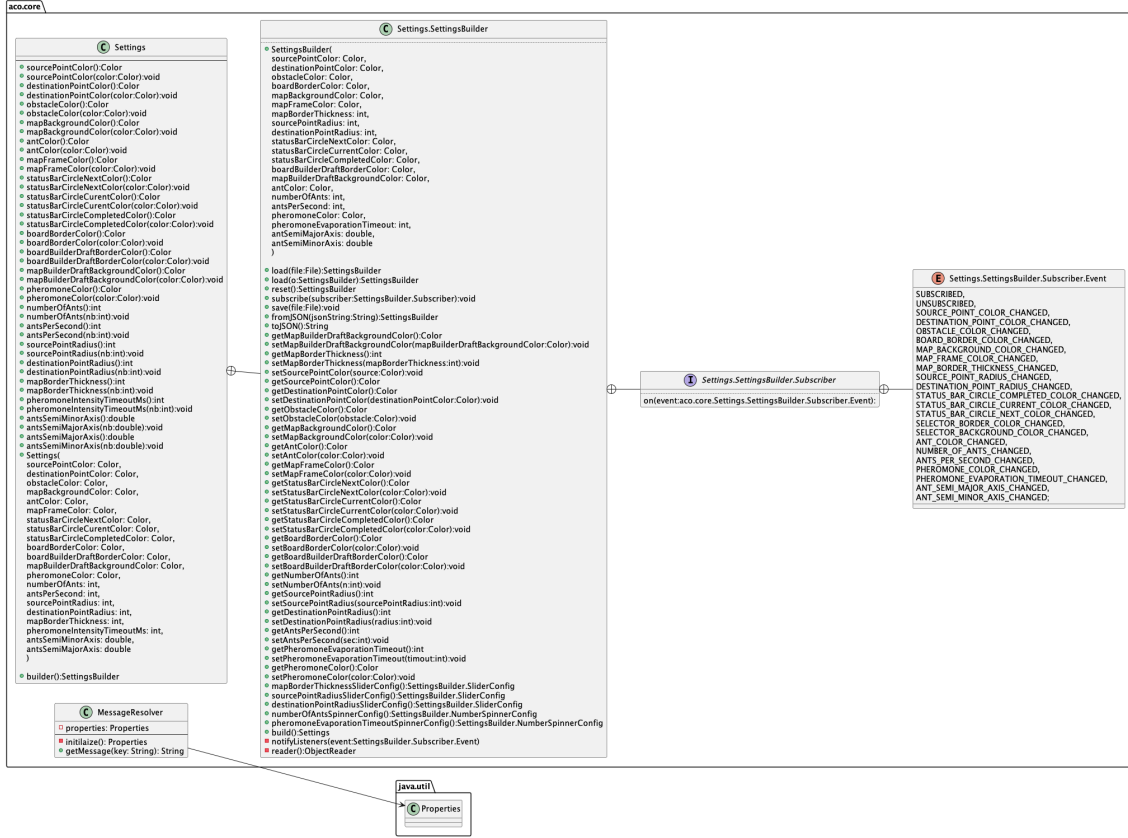 aco.core
C Settings
sourcePointColor():Color
sourcePointColor(color:Color):void
destinationPointColor():Color
destinationPointColor(color:Color):void
obstacleColor():Color
obstacleColor(color:Color):void
mapBackgroundColor():Color
mapBackgroundColor(color:Color):void
antColor():Color
antColor(color:Color):void
mapFrameColor():Color
mapFrameColor(color:Color):void
statusBarCircleNextColor():Color
statusBarCircleNextColor(color:Color):void
statusBarCircleCurentColor():Color
statusBarCircleCurentColor(color:Color):void
statusBarCircleCompletedColor():Color
statusBarCircleCompletedColor(color:Color):void
boardBorderColor():Color
boardBorderColor(color:Color):void
boardBuilderDraftBorderColor():Color
boardBuilderDraftBorderColor(color:Color):void
mapBuilderDraftBackgroundColor():Color
mapBuilderDraftBackgroundColor(color:Color):void
pheromoneColor():Color
pheromoneColor(color:Color):void
numberOfAnts():int
numberOfAnts(nb:int):void
antsPerSecond():int
antsPerSecond(nb:int):void
sourcePointRadius():int
sourcePointRadius(nb:int):void
destinationPointRadius():int
destinationPointRadius(nb:int):void
mapBorderThickness():int
mapBorderThickness(nb:int):void
pheromoneIntensityTimeoutMs():int
pheromoneIntensityTimeoutMs(nb:int):void
antsSemiMinorAxis():double
antsSemiMajorAxis(nb:double):void
antsSemiMajorAxis():double
antsSemiMinorAxis(nb:double):void
Settings(
sourcePointColor: Color,
destinationPointColor: Color,
obstacleColor: Color,
mapBackgroundColor: Color,
antColor: Color,
mapFrameColor: Color,
statusBarCircleNextColor: Color,
statusBarCircleCurentColor: Color,
statusBarCircleCompletedColor: Color,
boardBorderColor: Color,
boardBuilderDraftBorderColor: Color,
mapBuilderDraftBackgroundColor: Color,
pheromoneColor: Color,
numberOfAnts: int,
antsPerSecond: int,
sourcePointRadius: int,
destinationPointRadius: int,
mapBorderThickness: int,
pheromoneIntensityTimeoutMs: int,
antsSemiMinorAxis: double,
antsSemiMajorAxis: double
)
builder():SettingsBuilder
C MessageResolver
properties: Properties
initilaize(): Properties
getMessage(key: String): String
C Settings.SettingsBuilder
SettingsBuilder(
sourcePointColor: Color,
destinationPointColor: Color,
obstacleColor: Color,
boardBorderColor: Color,
mapBackgroundColor: Color,
mapFrameColor: Color,
mapBorderThickness: int,
sourcePointRadius: int,
destinationPointRadius: int,
statusBarCircleNextColor: Color,
statusBarCircleCurrentColor: Color,
statusBarCircleCompletedColor: Color,
boardBuilderDraftBorderColor: Color,
mapBuilderDraftBackgroundColor: Color,
antColor: Color,
numberOfAnts: int,
antsPerSecond: int,
pheromoneColor: Color,
pheromoneEvaporationTimeout: int,
antSemiMajorAxis: double,
antSemiMinorAxis: double
)
load(file:File):SettingsBuilder
load(o:SettingsBuilder):SettingsBuilder
reset():SettingsBuilder
subscribe(subscriber:SettingsBuilder.Subscriber):void
save(file:File):void
fromJSON(jsonString:String):SettingsBuilder
toJSON():String
getMapBuilderDraftBackgroundColor():Color
setMapBuilderDraftBackgroundColor(mapBuilderDraftBackgroundColor:Color):void
getMapBorderThickness():int
setMapBorderThickness(mapBorderThickness:int):void
setSourcePointColor(source:Color):void
getSourcePointColor():Color
getDestinationPointColor():Color
setDestinationPointColor(destinationPointColor:Color):void
getObstacleColor():Color
setObstacleColor(obstacle:Color):void
getMapBackgroundColor():Color
setMapBackgroundColor(color:Color):void
getAntColor():Color
setAntColor(color:Color):void
getMapFrameColor():Color
setMapFrameColor(color:Color):void
getStatusBarCircleNextColor():Color
setStatusBarCircleNextColor(color:Color):void
getStatusBarCircleCurrentColor():Color
setStatusBarCircleCurrentColor(color:Color):void
getStatusBarCircleCompletedColor():Color
setStatusBarCircleCompletedColor(color:Color):void
getBoardBorderColor():Color
setBoardBorderColor(color:Color):void
getBoardBuilderDraftBorderColor():Color
setBoardBuilderDraftBorderColor(color:Color):void
getNumberOfAnts():int
setNumberOfAnts(n:int):void
getSourcePointRadius():int
setSourcePointRadius(sourcePointRadius:int):void
getDestinationPointRadius():int
setDestinationPointRadius(radius:int):void
getAntsPerSecond():int
setAntsPerSecond(sec:int):void
getPheromoneEvaporationTimeout():int
setPheromoneEvaporationTimeout(timout:int):void
getPheromoneColor():Color
setPheromoneColor(color:Color):void
mapBorderThicknessSliderConfig():SettingsBuilder.SliderConfig
sourcePointRadiusSliderConfig():SettingsBuilder.SliderConfig
destinationPointRadiusSliderConfig():SettingsBuilder.SliderConfig
numberOfAntsSpinnerConfig():SettingsBuilder.NumberSpinnerConfig
pheromoneEvaporationTimeoutSpinnerConfig():SettingsBuilder.NumberSpinnerConfig
build():Settings
notifyListeners(event:SettingsBuilder.Subscriber.Event)
reader():ObjectReader
I Settings.SettingsBuilder.Subscriber
on(event:aco.core.Settings.SettingsBuilder.Subscriber.Event):
E Settings.SettingsBuilder.Subscriber.Event
SUBSCRIBED,
UNSUBSCRIBED,
SOURCE_POINT_COLOR_CHANGED,
DESTINATION_POINT_COLOR_CHANGED,
OBSTACLE_COLOR_CHANGED,
BOARD_BORDER_COLOR_CHANGED,
MAP_BACKGROUND_COLOR_CHANGED,
MAP_FRAME_COLOR_CHANGED,
MAP_BORDER_THICKNESS_CHANGED,
SOURCE_POINT_RADIUS_CHANGED,
DESTINATION_POINT_RADIUS_CHANGED,
STATUS_BAR_CIRCLE_COMPLETED_COLOR_CHANGED,
STATUS_BAR_CIRCLE_CURRENT_COLOR_CHANGED,
STATUS_BAR_CIRCLE_NEXT_COLOR_CHANGED,
SELECTOR_BORDER_COLOR_CHANGED,
SELECTOR_BACKGROUND_COLOR_CHANGED,
ANT_COLOR_CHANGED,
NUMBER_OF_ANTS_CHANGED,
ANTS_PER_SECOND_CHANGED,
PHEROMONE_COLOR_CHANGED,
PHEROMONE_EVAPORATION_TIMEOUT_CHANGED,
ANT_SEMI_MAJOR_AXIS_CHANGED,
ANT_SEMI_MINOR_AXIS_CHANGED;
java.util
C Properties